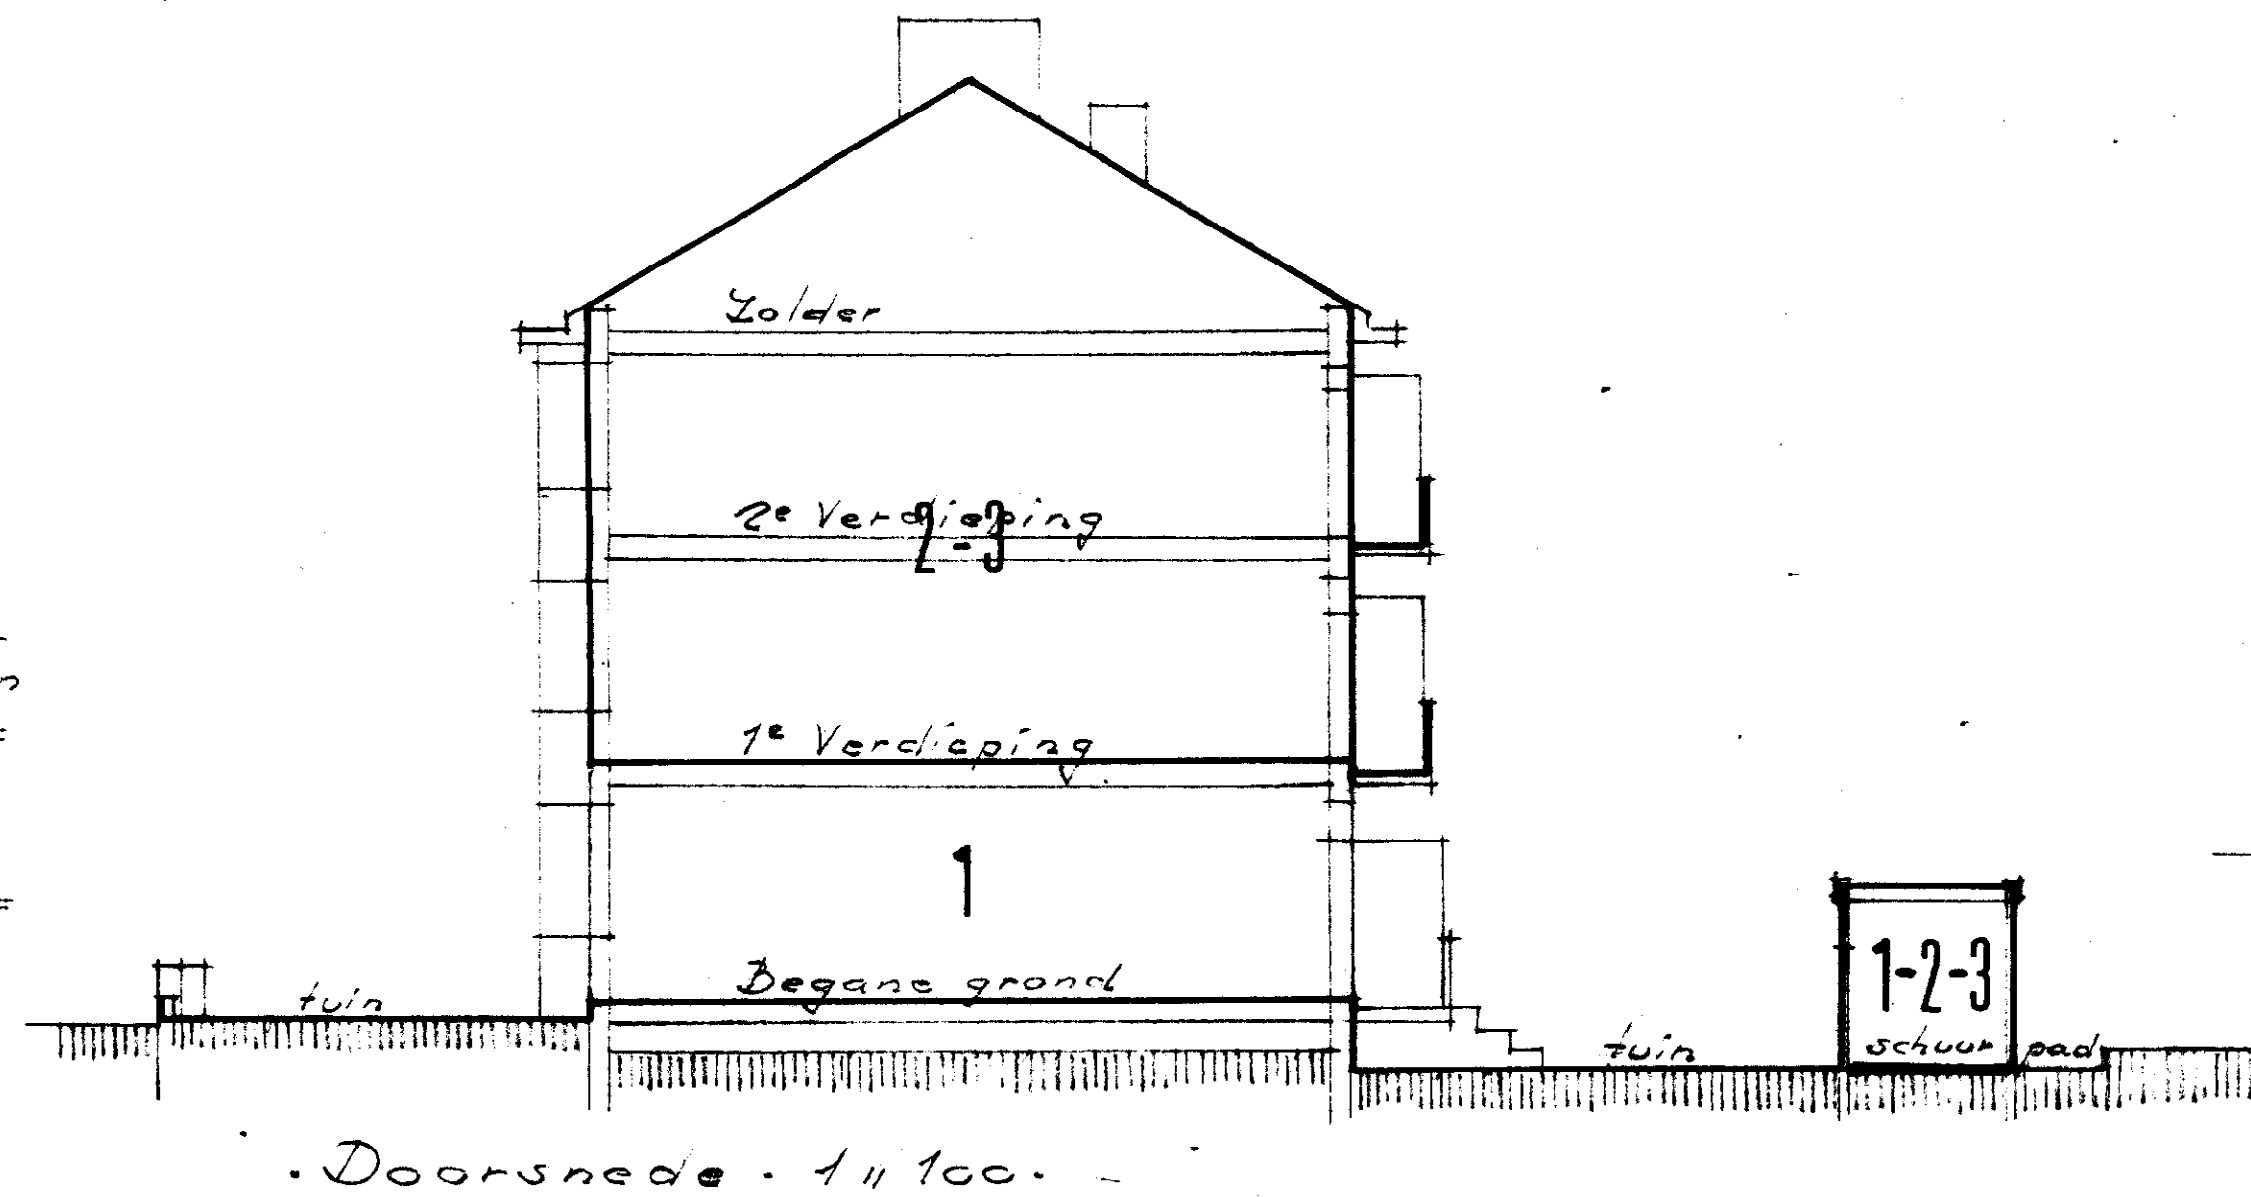 Zolder
2e Verdieping
2-3
1e Verdieping
1
Begane grond
tuin
tuin
1-2-3
schuur
pad
. Doorsnede . 1 " 100 .